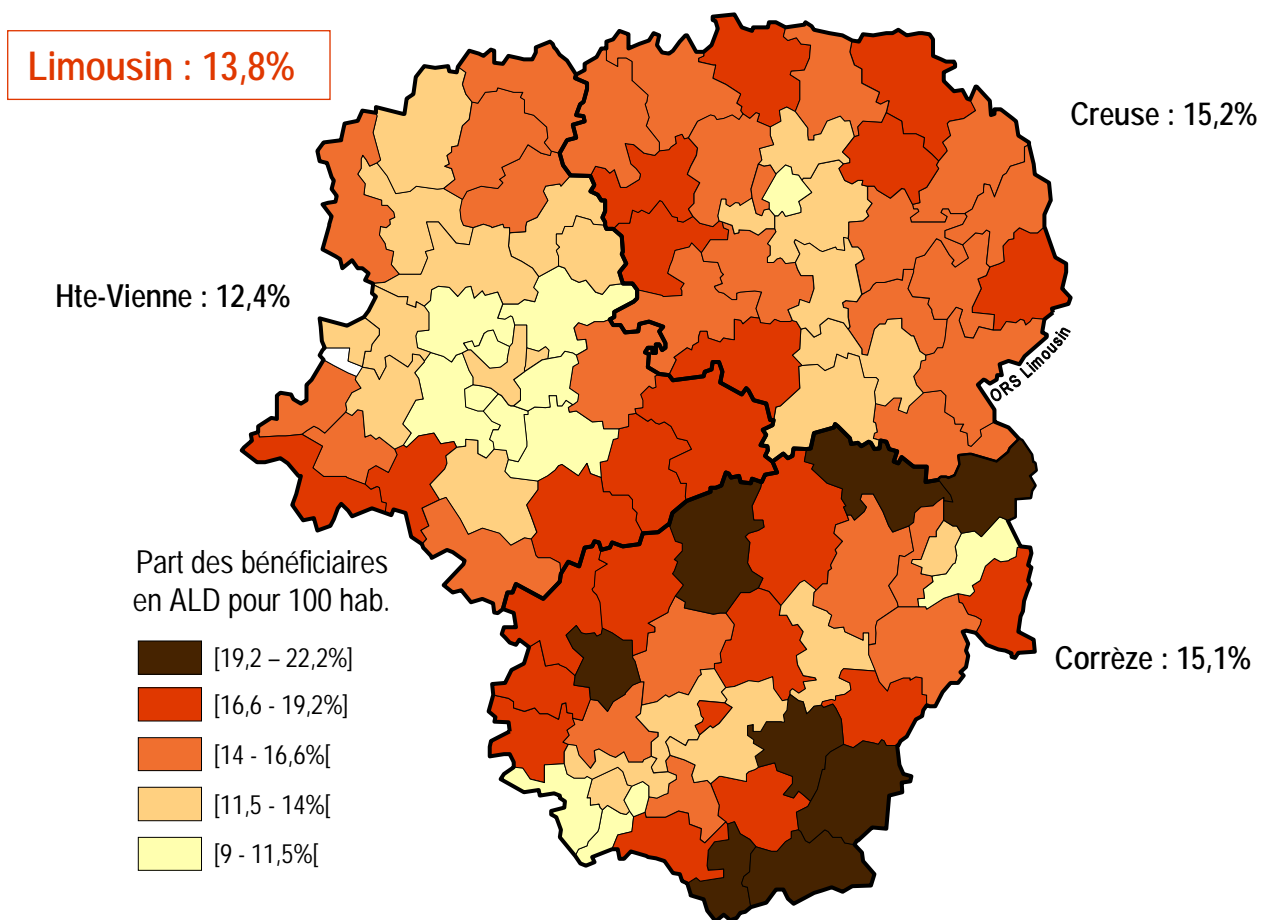 Limousin : 13,8%
Creuse : 15,2%
Hte-Vienne : 12,4%
ORS Limousin
Part des bénéficiaires
en ALD pour 100 hab.
[19,2 – 22,2%]
[16,6 - 19,2%]
[14 - 16,6%[
[11,5 - 14%[
[9 - 11,5%[
Corrèze : 15,1%